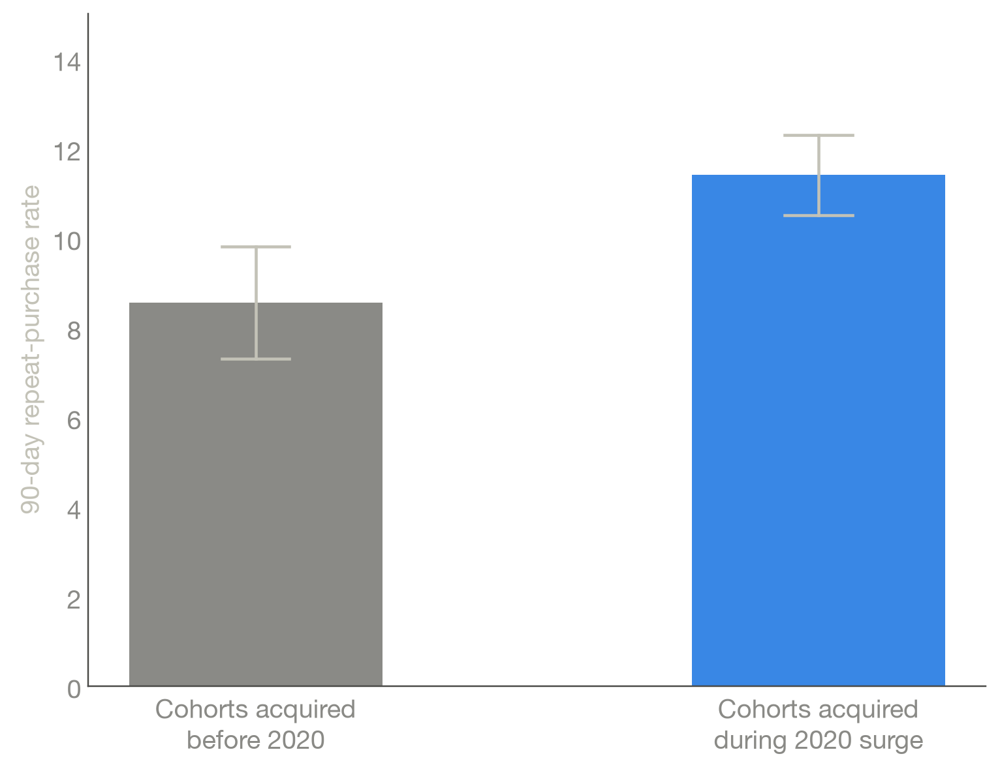 90-day repeat-purchase rate
14
12
10
8
6
4
2
0
Cohorts acquired
before 2020
Cohorts acquired
during 2020 surge